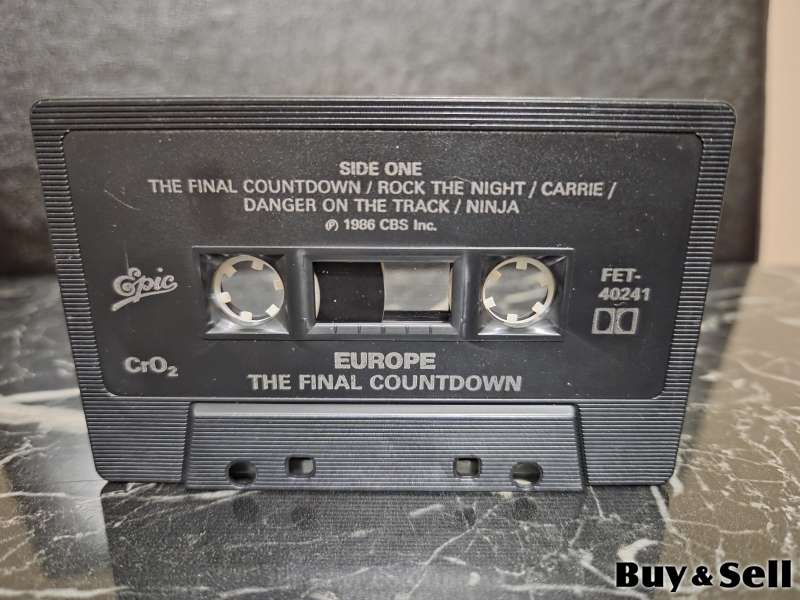 SIDE ONE
THE FINAL COUNTDOWN / ROCK THE NIGHT / CARRIE /
DANGER ON THE TRACK / NINJA
℗ 1986 CBS Inc.
Epic
FET-
40241
CrO₂
EUROPE
THE FINAL COUNTDOWN
Buy & Sell